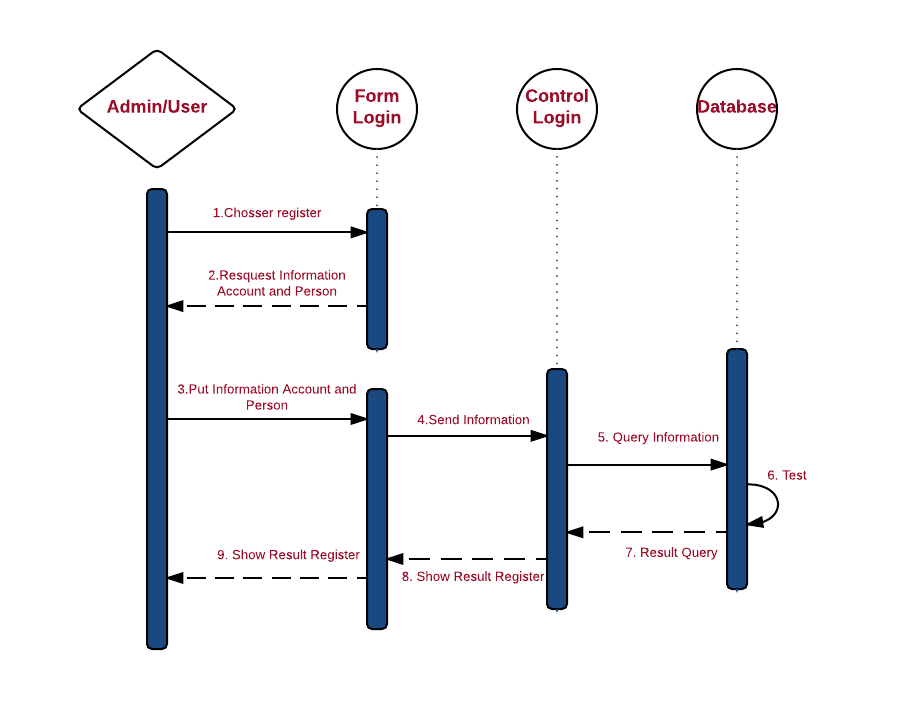 Admin/User
Form
Login
Control
Login
Database
1.Chosser register
2.Resquest Information
Account and Person
3.Put Information Account and
Person
4.Send Information
5. Query Information
6. Test
7. Result Query
8. Show Result Register
9. Show Result Register